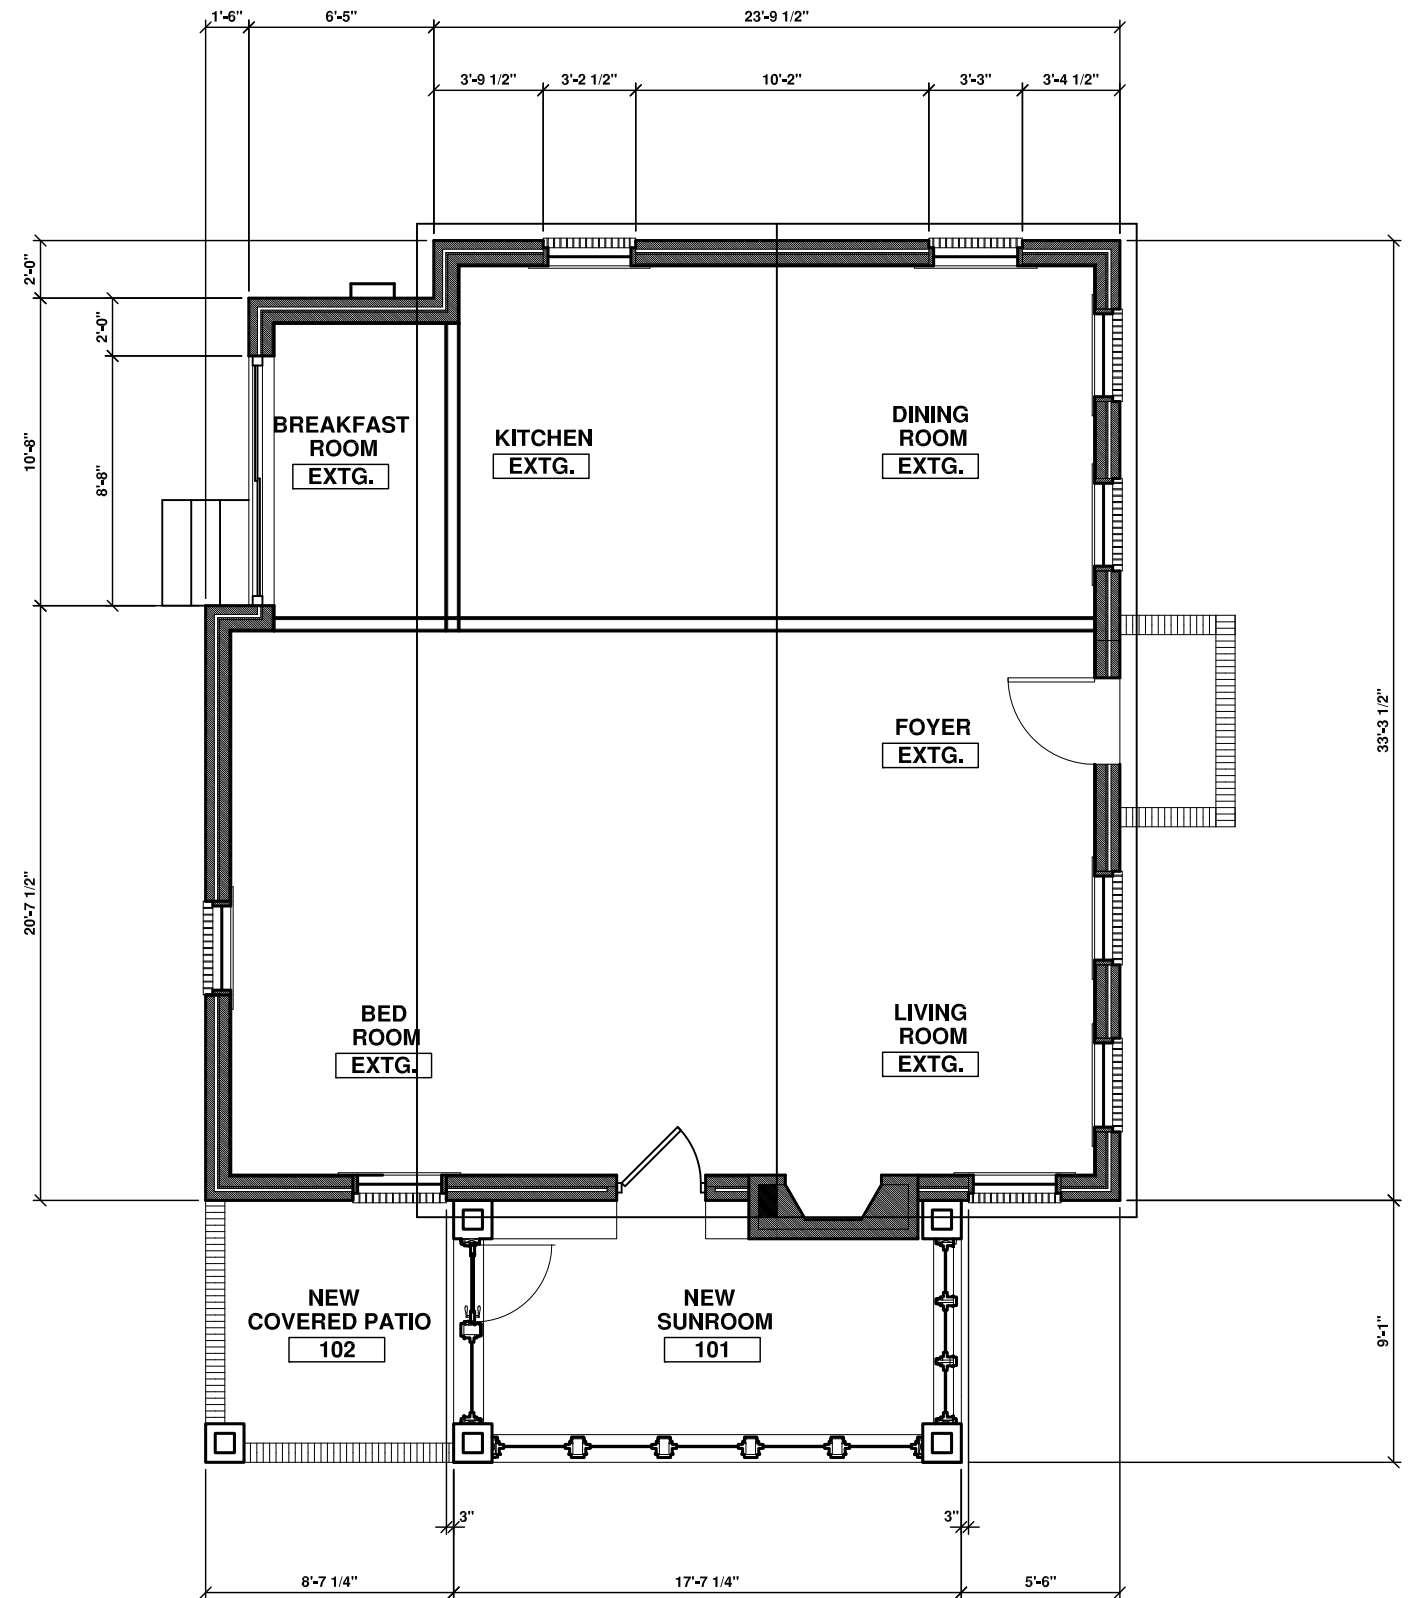 1'-6"
6'-5"
23'-9 1/2"
3'-9 1/2"
3'-2 1/2"
10'-2"
3'-3"
3'-4 1/2"
2'-0"
2'-0"
10'-8"
8'-8"
BREAKFAST
ROOM
EXTG.
KITCHEN
EXTG.
DINING
ROOM
EXTG.
FOYER
EXTG.
33'-3 1/2"
20'-7 1/2"
BED
ROOM
EXTG.
LIVING
ROOM
EXTG.
NEW
COVERED PATIO
102
NEW
SUNROOM
101
9'-1"
3"
3"
8'-7 1/4"
17'-7 1/4"
5'-6"